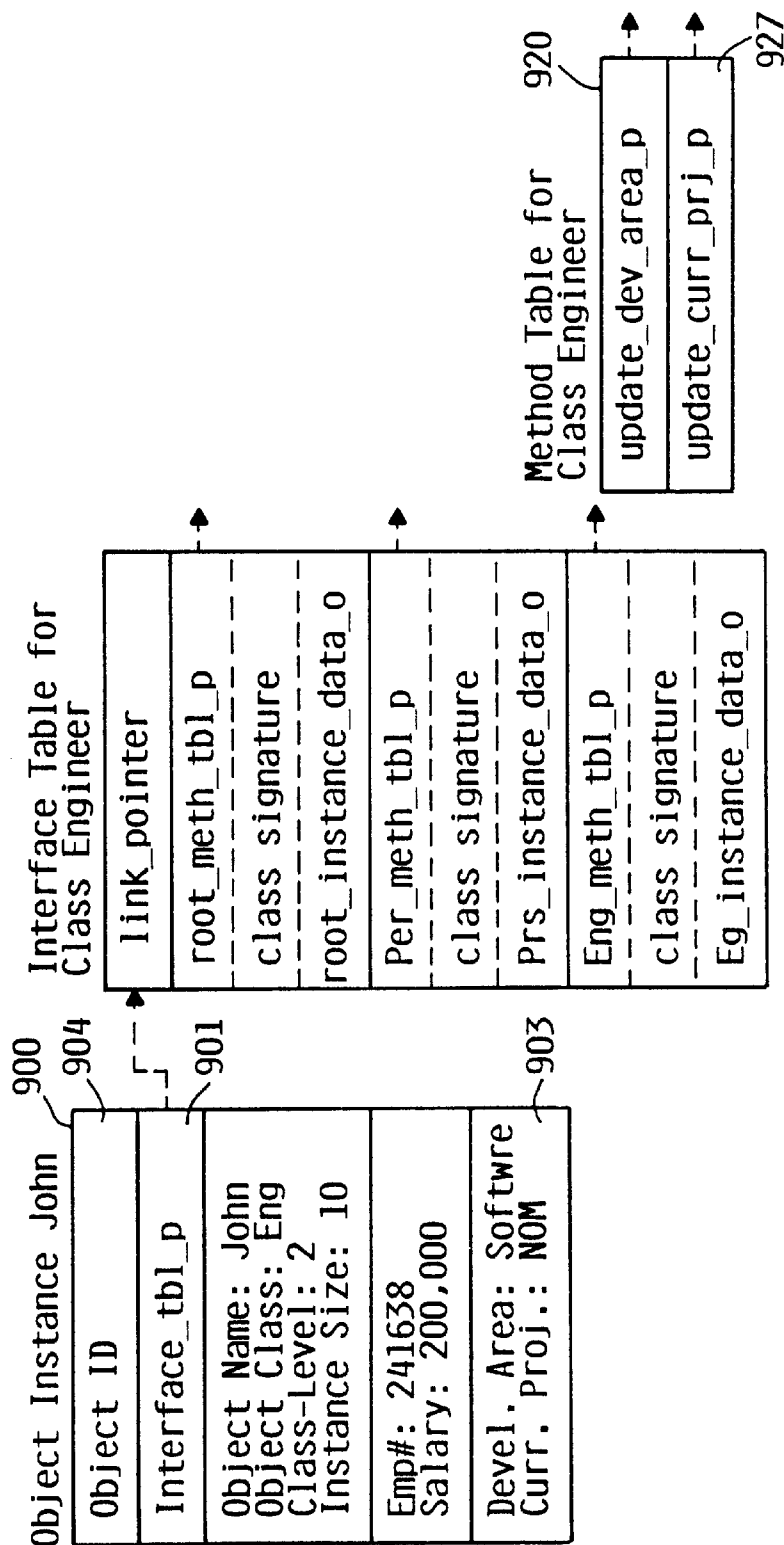 Object Instance John
900
Object ID
904
Interface_tbl_p
901
Object Name: John
Object Class: Eng
Class-Level: 2
Instance Size: 10
Emp#: 241638
Salary: 200,000
Devel. Area: Softwre
Curr. Proj.: NOM
903
Interface Table for
Class Engineer
link_pointer
root_meth_tbl_p
class signature
root_instance_data_o
Per_meth_tbl_p
class signature
Prs_instance_data_o
Eng_meth_tbl_p
class signature
Eg_instance_data_o
Method Table for
Class Engineer
920
update_dev_area_p
update_curr_prj_p
927